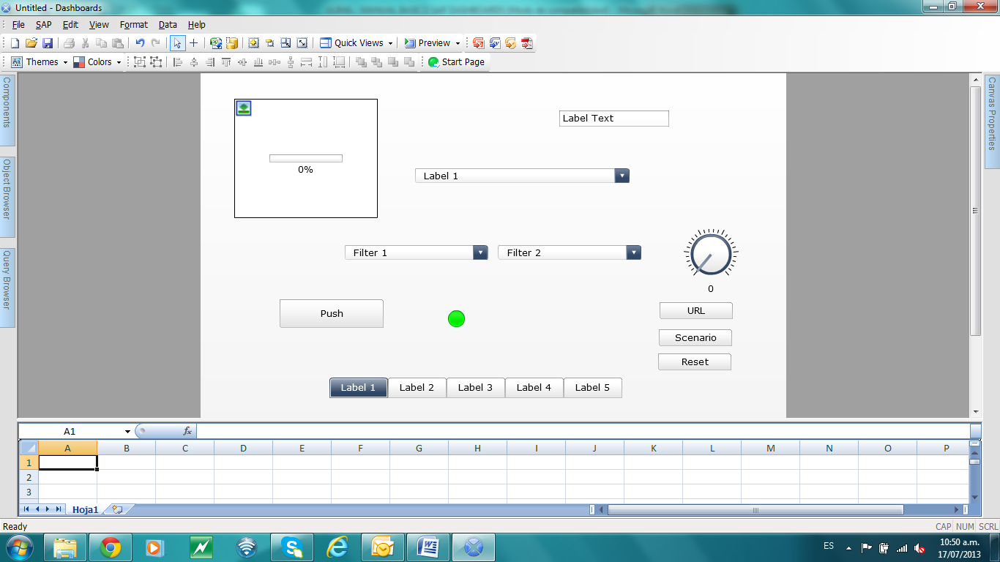 Untitled - Dashboards
File SAP Edit View Format Data Help
Quick Views Preview
Themes Colors Start Page
Components
Object Browser
Query Browser
Canvas Properties
Label Text
0%
Label 1
Filter 1 Filter 2
0
Push
URL
Scenario
Reset
Label 1 Label 2 Label 3 Label 4 Label 5
A1 fx
A B C D E F G H I J K L M N O P
1
2
3
Hoja1
Ready CAP NUM SCRL
ES 10:50 a.m.
17/07/2013